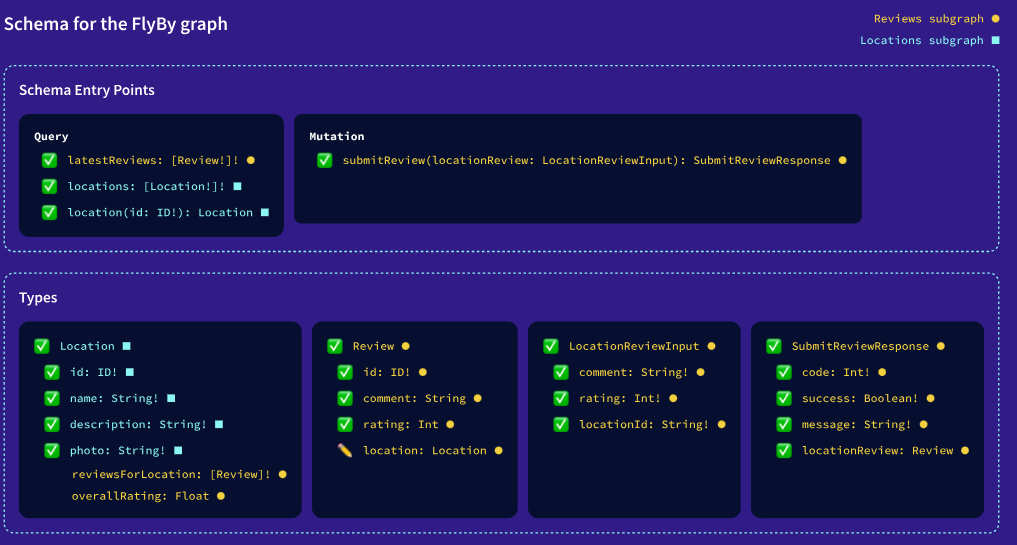 Schema for the FlyBy graph
Reviews subgraph
Locations subgraph
Schema Entry Points
Query
latestReviews: [Review!]!
locations: [Location!]!
location(id: ID!): Location
Mutation
submitReview(locationReview: LocationReviewInput): SubmitReviewResponse
Types
Location
id: ID!
name: String!
description: String!
photo: String!
reviewsForLocation: [Review]!
overallRating: Float
Review
id: ID!
comment: String
rating: Int
location: Location
LocationReviewInput
comment: String!
rating: Int!
locationId: String!
SubmitReviewResponse
code: Int!
success: Boolean!
message: String!
locationReview: Review